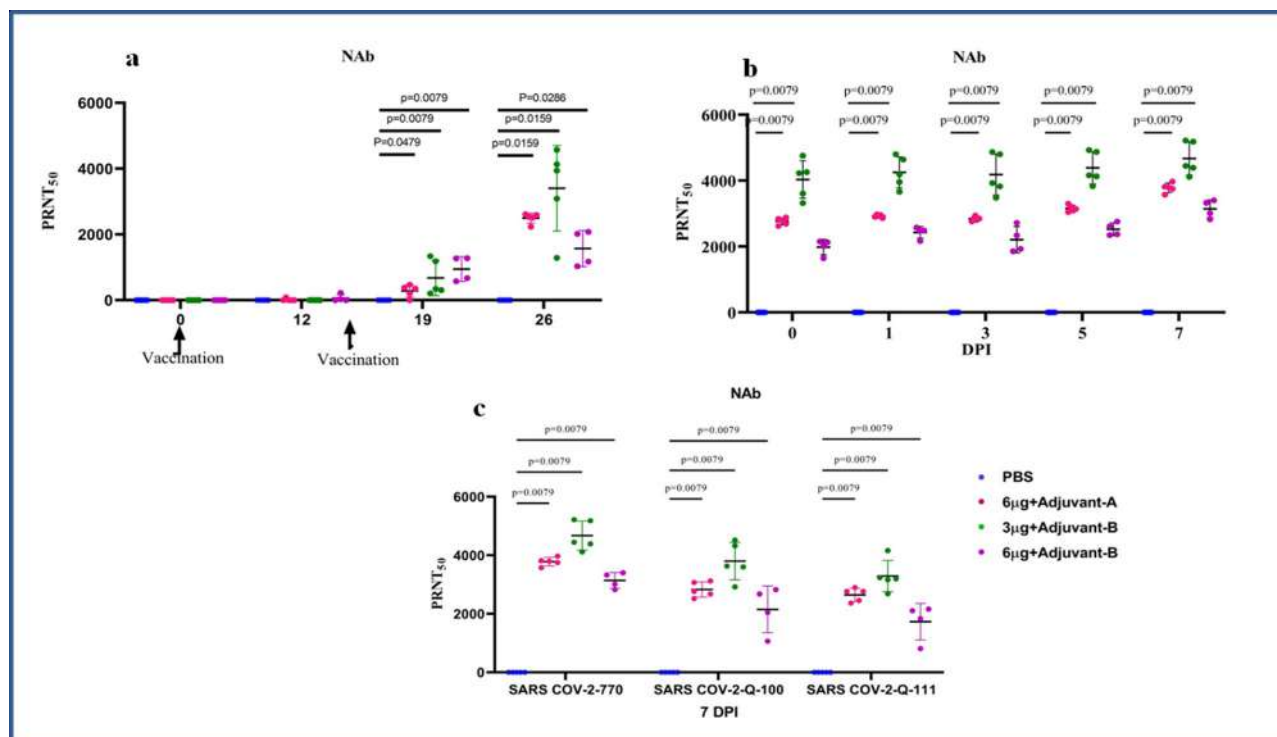 a
NAb
p=0.0079
P=0.0286
p=0.0079
p=0.0159
P=0.0479
p=0.0159
6000
4000
2000
0
PRNT50
0 12 19 26
Vaccination Vaccination
b
NAb
p=0.0079 p=0.0079 p=0.0079 p=0.0079 p=0.0079
p=0.0079 p=0.0079 p=0.0079 p=0.0079 p=0.0079
6000
4000
2000
0
PRNT50
0 1 3 5 7
DPI
c
NAb
p=0.0079 p=0.0079 p=0.0079
p=0.0079 p=0.0079 p=0.0079
p=0.0079 p=0.0079 p=0.0079
6000
4000
2000
0
PRNT50
SARS COV-2-770 SARS COV-2-Q-100 SARS COV-2-Q-111
7 DPI
PBS
6µg+Adjuvant-A
3µg+Adjuvant-B
6µg+Adjuvant-B